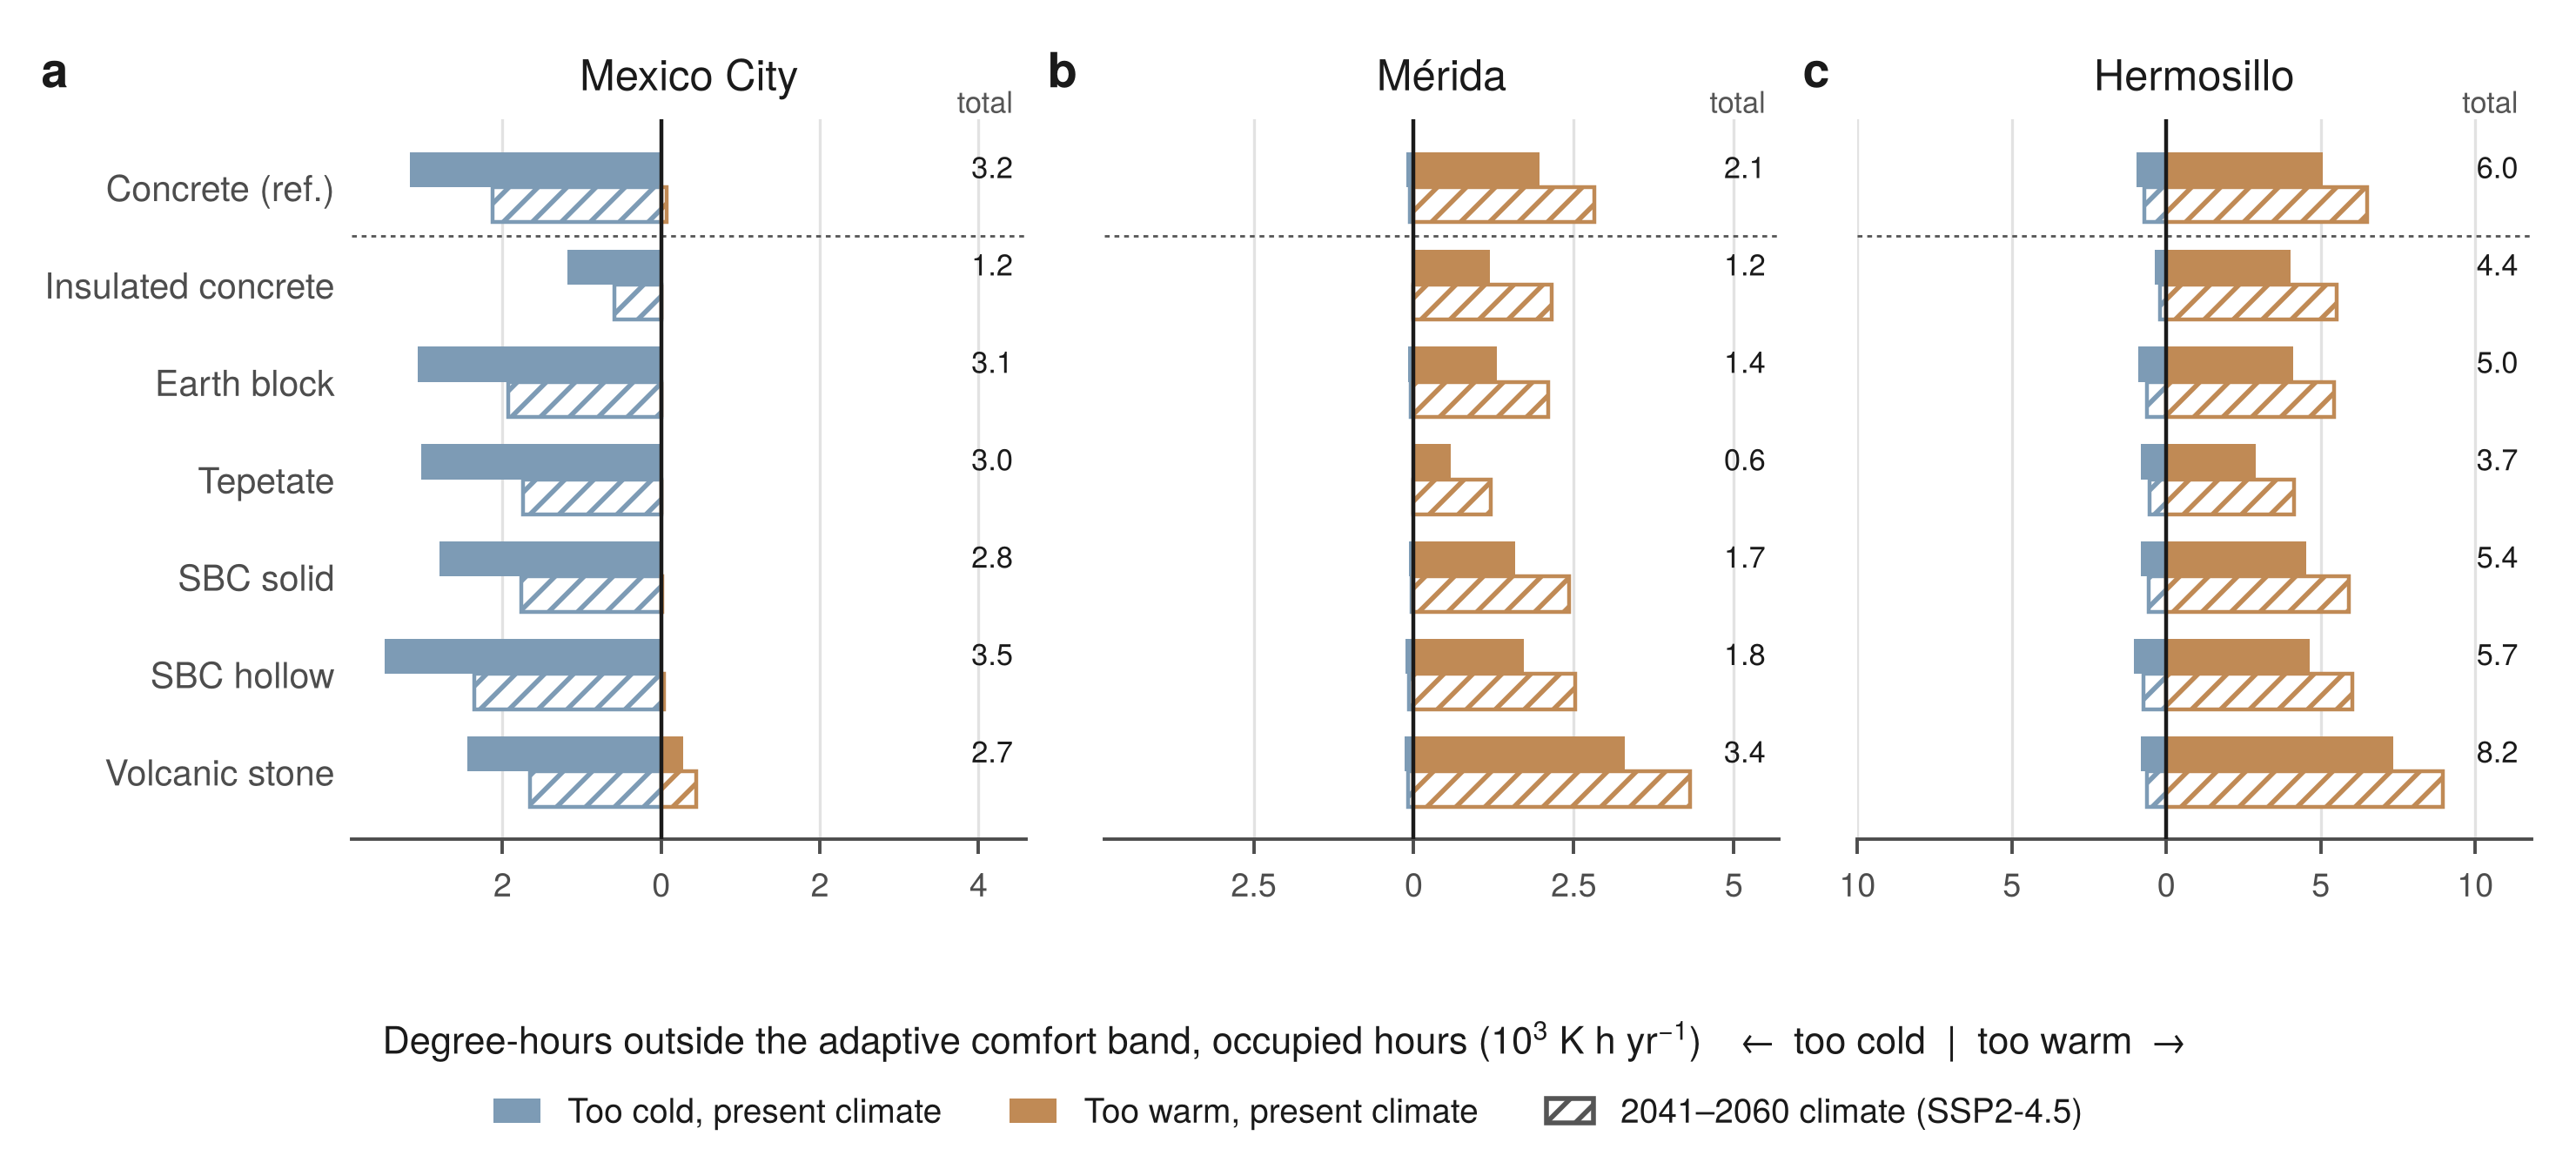 a
Mexico City
total
b
Mérida
total
c
Hermosillo
total
Concrete (ref.)
3.2
2.1
6.0
Insulated concrete
1.2
1.2
4.4
Earth block
3.1
1.4
5.0
Tepetate
3.0
0.6
3.7
SBC solid
2.8
1.7
5.4
SBC hollow
3.5
1.8
5.7
Volcanic stone
2.7
3.4
8.2
2 0 2 4
2.5 0 2.5 5
10 5 0 5 10
Degree-hours outside the adaptive comfort band, occupied hours (10³ K h yr⁻¹) ← too cold | too warm →
Too cold, present climate
Too warm, present climate
2041–2060 climate (SSP2-4.5)